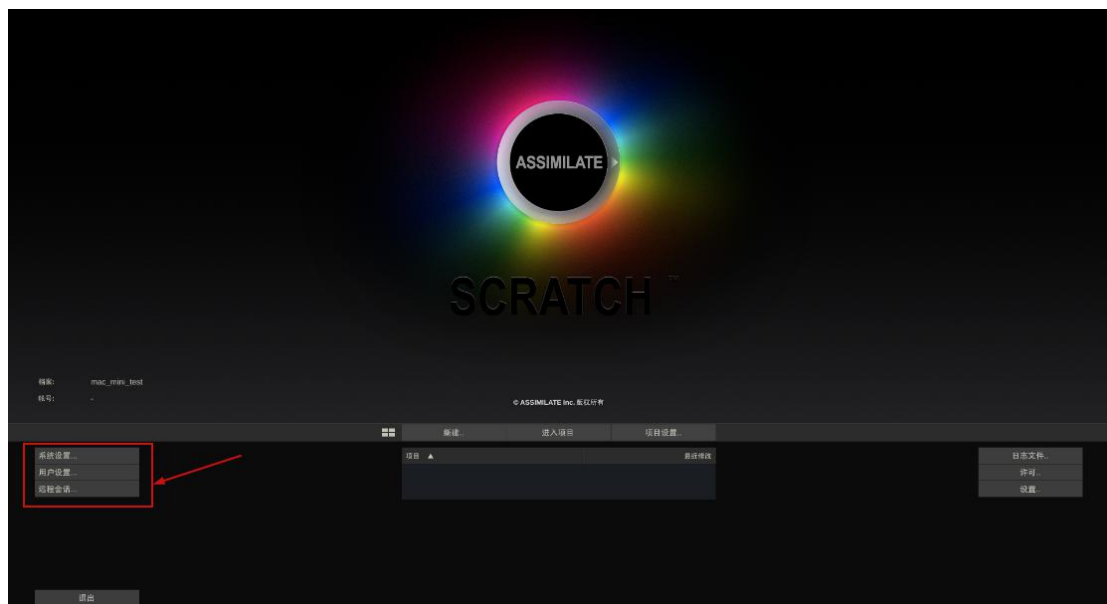 ASSIMILATE
SCRATCH™
档案: mac_mini_test
帐号: -
© ASSIMILATE Inc. 版权所有
新建.. 进入项目 项目设置..
系统设置...
用户设置...
远程会话...
项目 ▲ 最近修改
日志文件..
许可..
设置..
退出